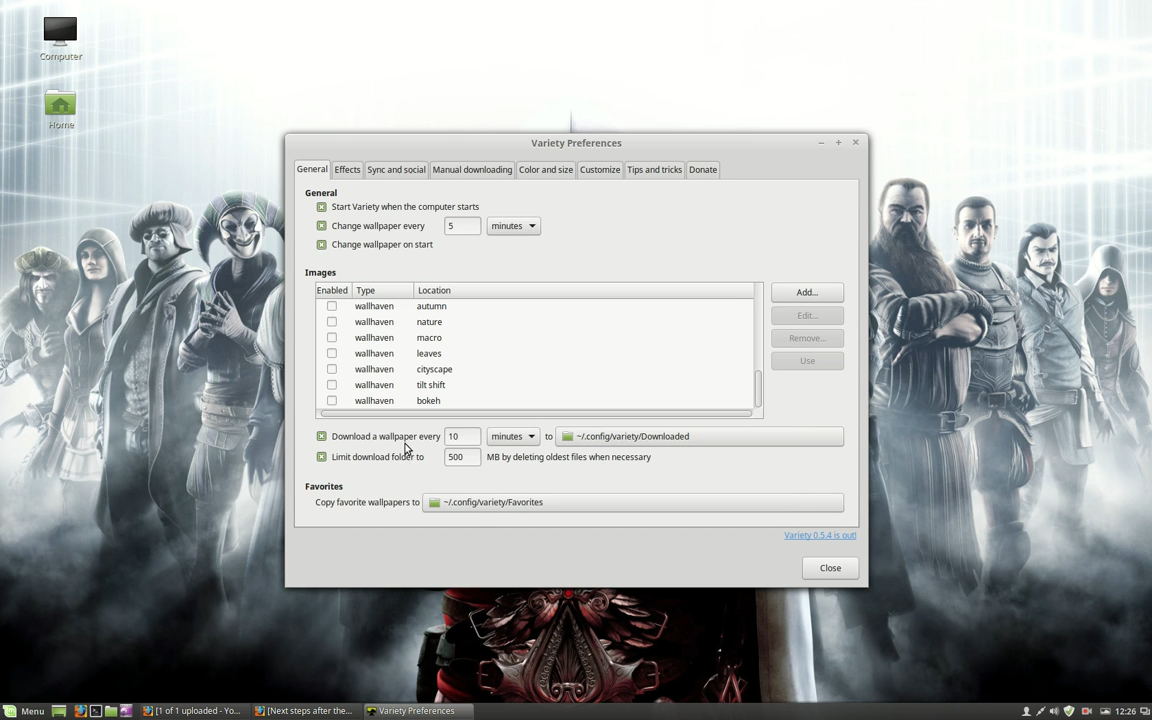 Computer
Home
Variety Preferences
General Effects Sync and social Manual downloading Color and size Customize Tips and tricks Donate
General
Start Variety when the computer starts
Change wallpaper every 5 minutes
Change wallpaper on start
Images
Enabled Type Location
wallhaven autumn
wallhaven nature
wallhaven macro
wallhaven leaves
wallhaven cityscape
wallhaven tilt shift
wallhaven bokeh
Add...
Edit...
Remove...
Use
Download a wallpaper every 10 minutes to ~/.config/variety/Downloaded
Limit download folder to 500 MB by deleting oldest files when necessary
Favorites
Copy favorite wallpapers to ~/.config/variety/Favorites
Variety 0.5.4 is out!
Close
Menu [1 of 1 uploaded - Yo... [Next steps after the... Variety Preferences 12:26